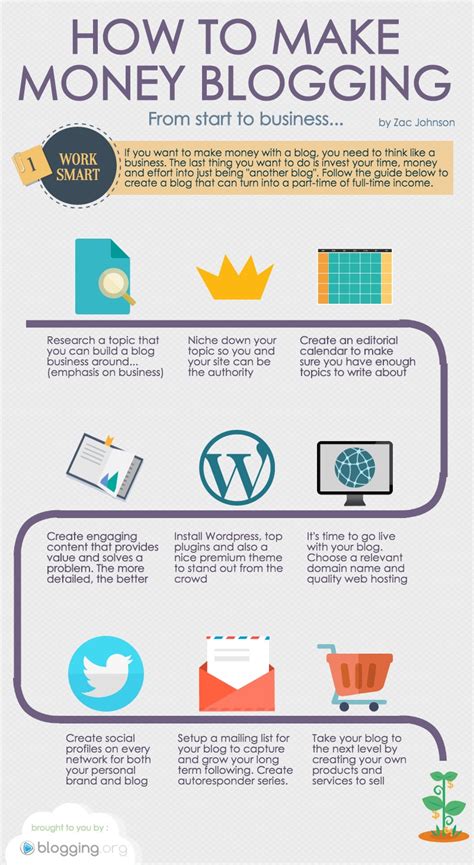 HOW TO MAKE
MONEY BLOGGING
From start to business...
by Zac Johnson
1
WORK
SMART
If you want to make money with a blog, you need to think like a
business. The last thing you want to do is invest your time, money
and effort into just being "another blog". Follow the guide below to
create a blog that can turn into a part-time of full-time income.
Research a topic that
you can build a blog
business around...
(emphasis on business)
Niche down your
topic so you and
your site can be
the authority
Create an editorial
calendar to make
sure you have enough
topics to write about
Create engaging
content that provides
value and solves a
problem. The more
detailed, the better
Install Wordpress, top
plugins and also a
nice premium theme
to stand out from the
crowd
It's time to go live
with your blog.
Choose a relevant
domain name and
quality web hosting
Create social
profiles on every
network for both
your personal
brand and blog
Setup a mailing list for
your blog to capture
and grow your long
term following. Create
autoresponder series.
Take your blog to
the next level by
creating your own
products and
services to sell
brought to you by :
blogging.org